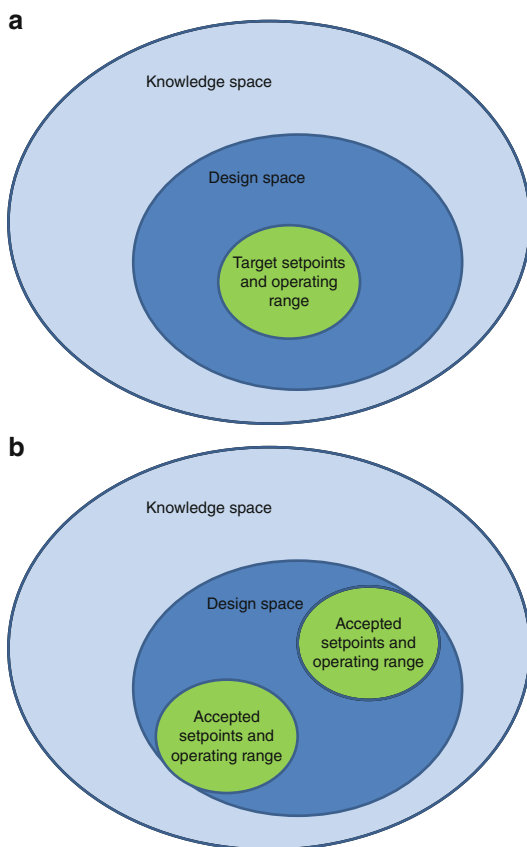 a
Knowledge space
Design space
Target setpoints
and operating
range
b
Knowledge space
Design space
Accepted
setpoints and
operating range
Accepted
setpoints and
operating range